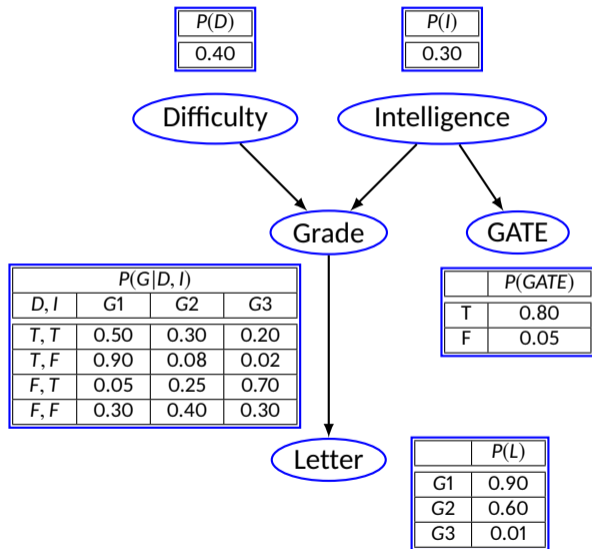 P(D) P(I)
0.40 0.30
Difficulty Intelligence
Grade GATE
P(G|D, I)
D, I G1 G2 G3
T, T 0.50 0.30 0.20
T, F 0.90 0.08 0.02
F, T 0.05 0.25 0.70
F, F 0.30 0.40 0.30
P(GATE)
T 0.80
F 0.05
Letter
P(L)
G1 0.90
G2 0.60
G3 0.01